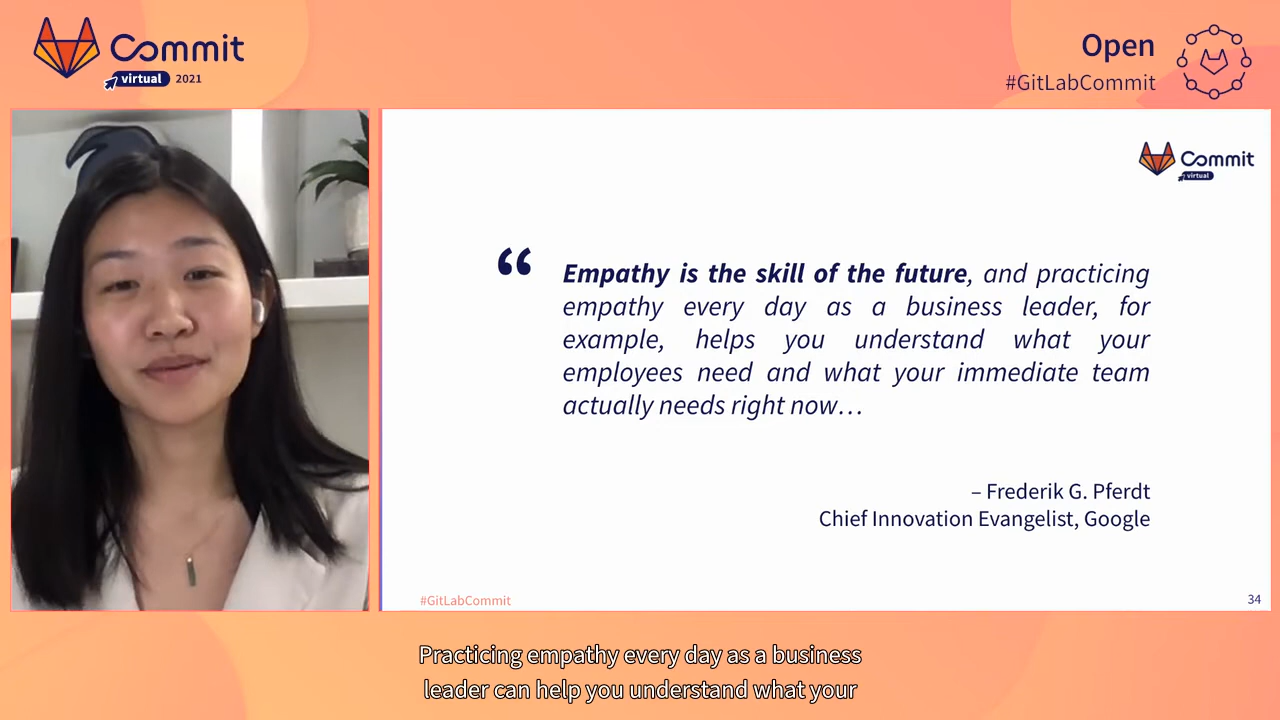 Commit
virtual 2021
Open
#GitLabCommit
Commit
virtual
“
Empathy is the skill of the future, and practicing
empathy every day as a business leader, for
example, helps you understand what your
employees need and what your immediate team
actually needs right now…
– Frederik G. Pferdt
Chief Innovation Evangelist, Google
#GitLabCommit
34
Practicing empathy every day as a business
leader can help you understand what your